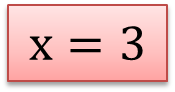 x = 3